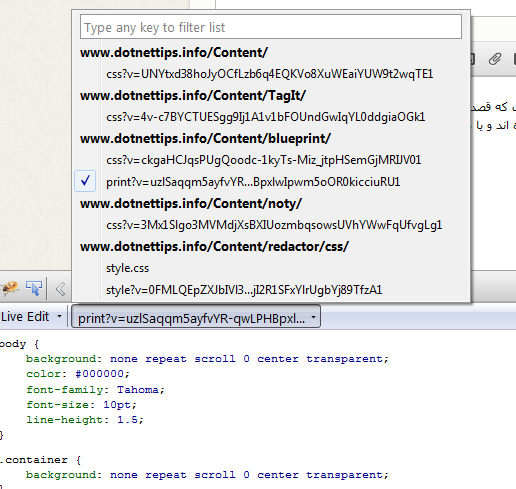 Type any key to filter list
www.dotnettips.info/Content/
css?v=UNYtxd38hoJyOCfLzb6q4EQKVo8XuWEaiYUW9t2wqTE1
www.dotnettips.info/Content/TagIt/
css?v=4v-c7BYCTUESgg9Ij1A1v1bFOUndGwIqYL0ddgiaOGk1
www.dotnettips.info/Content/blueprint/
css?v=ckgaHCJqsPUgQoodc-1kyTs-Miz_jtpHSemGjMRIJV01
print?v=uzlSaqqm5ayfvYR...BpxlwIpwm5oOR0kicciuRU1
www.dotnettips.info/Content/noty/
css?v=3Mx1SIgo3MVMdjXsBXIUozmbqsowsUVhYWwFqUfvgLg1
www.dotnettips.info/Content/redactor/css/
style.css
style?v=0FMLQEpZXJbIVI3...jI2R1SFxYIrUgbYj89TfzA1
که قصد
اند و یا
Live Edit
print?v=uzlSaqqm5ayfvYR-qwLPHBpxl...
body {
background: none repeat scroll 0 center transparent;
color: #000000;
font-family: Tahoma;
font-size: 10pt;
line-height: 1.5;
}
.container {
background: none repeat scroll 0 center transparent;